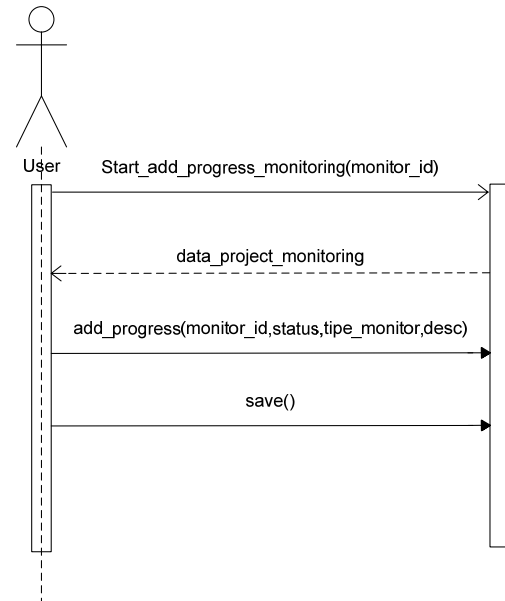 User
Start_add_progress_monitoring(monitor_id)
data_project_monitoring
add_progress(monitor_id,status,tipe_monitor,desc)
save()